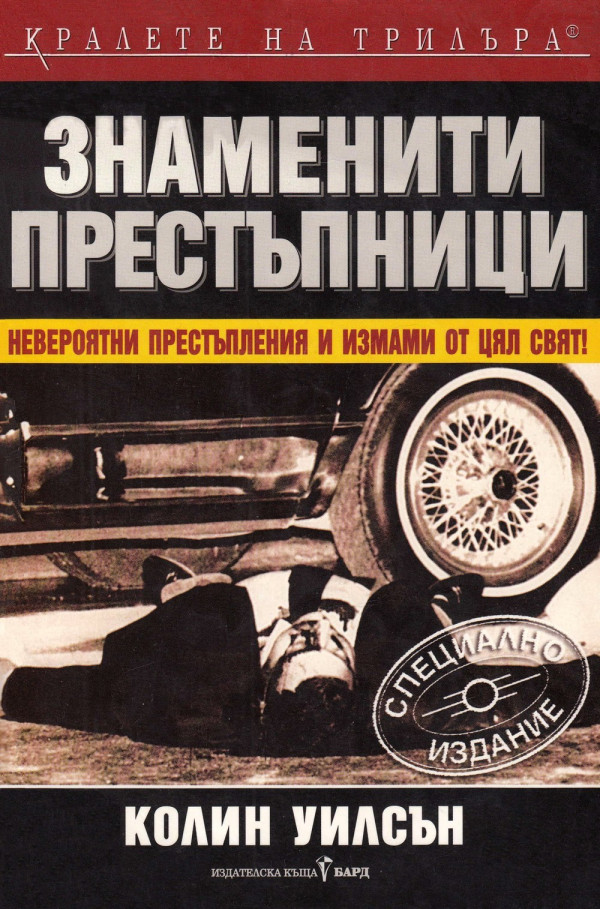 КРАЛЕТЕ НА ТРИЛЪРА®
ЗНАМЕНИТИ
ПРЕСТЪПНИЦИ
НЕВЕРОЯТНИ ПРЕСТЪПЛЕНИЯ И ИЗМАМИ ОТ ЦЯЛ СВЯТ!
СПЕЦИАЛНО
ИЗДАНИЕ
КОЛИН УИЛСЪН
ИЗДАТЕЛСКА КЪЩА БАРД